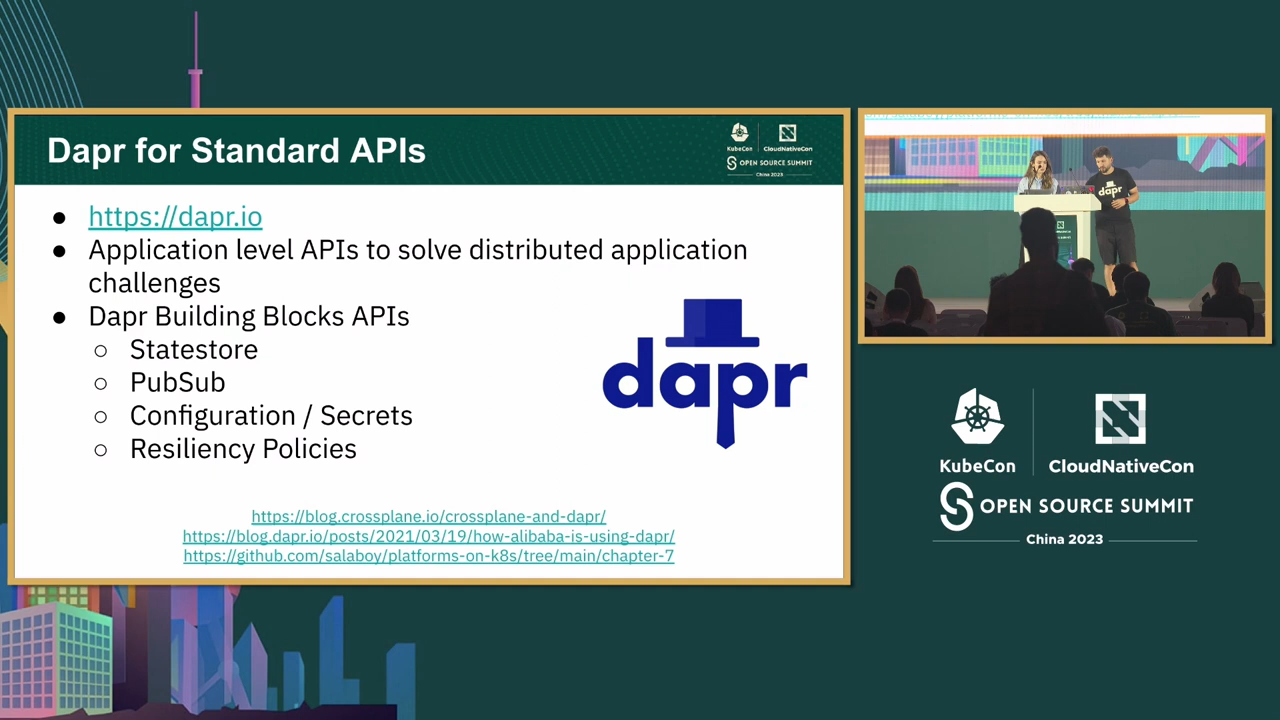 Dapr for Standard APIs
KubeCon
CloudNativeCon
OPEN SOURCE SUMMIT
China 2023
● https://dapr.io
● Application level APIs to solve distributed application
challenges
● Dapr Building Blocks APIs
○ Statestore
○ PubSub
○ Configuration / Secrets
○ Resiliency Policies
dapr
https://blog.crossplane.io/crossplane-and-dapr/
https://blog.dapr.io/posts/2021/03/19/how-alibaba-is-using-dapr/
https://github.com/salaboy/platforms-on-k8s/tree/main/chapter-7
dapr
KubeCon
CloudNativeCon
OPEN SOURCE SUMMIT
China 2023